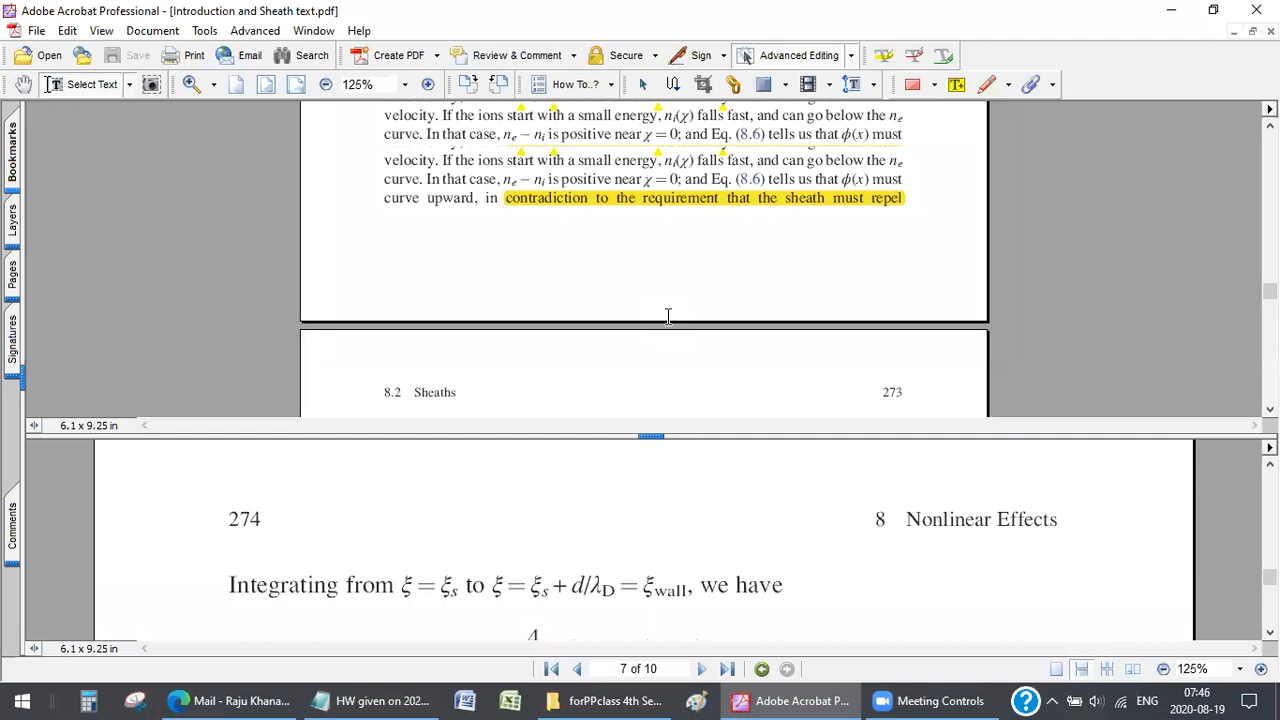 Adobe Acrobat Professional - [Introduction and Sheath text.pdf]
File Edit View Document Tools Advanced Window Help
Open Save Print Email Search Create PDF Review & Comment Secure Sign Advanced Editing
Select Text 125% How To..?
velocity. If the ions start with a small energy, nᵢ(χ) falls fast, and can go below the nₑ
curve. In that case, nₑ − nᵢ is positive near χ = 0; and Eq. (8.6) tells us that ϕ(x) must
velocity. If the ions start with a small energy, nᵢ(χ) falls fast, and can go below the nₑ
curve. In that case, nₑ − nᵢ is positive near χ = 0; and Eq. (8.6) tells us that ϕ(x) must
curve upward, in contradiction to the requirement that the sheath must repel
8.2 Sheaths 273
6.1 x 9.25 in
274 8 Nonlinear Effects
Integrating from ξ = ξₛ to ξ = ξₛ + d/λD = ξwall, we have
4
6.1 x 9.25 in
Bookmarks
Layers
Pages
Signatures
Comments
7 of 10 125%
Mail - Raju Khana... HW given on 202... forPPclass 4th Se... Adobe Acrobat P... Meeting Controls ENG 07:46
2020-08-19